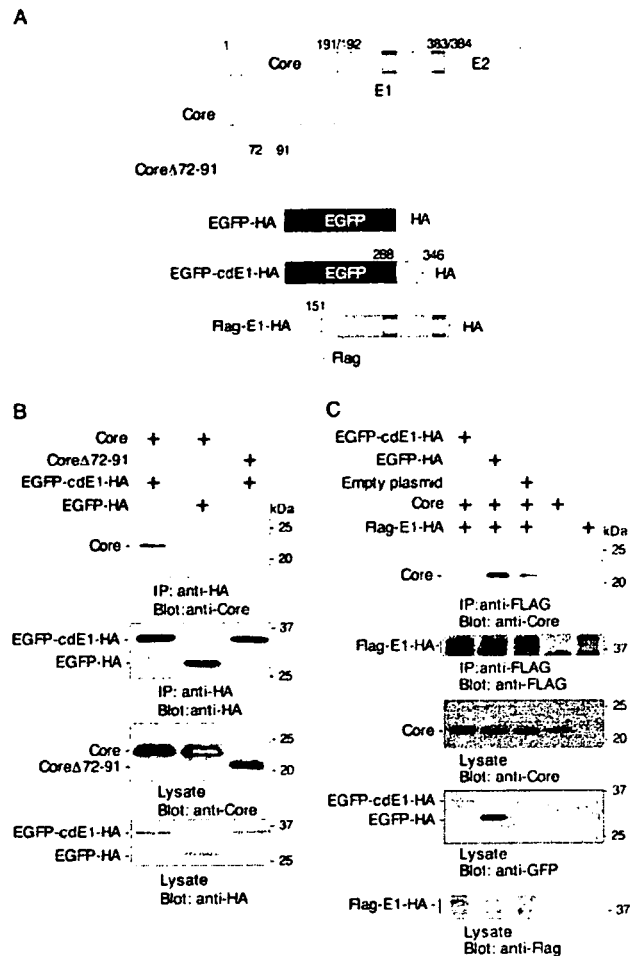 A
1 191/192 383/384
Core E2
E1
Core
72 91
CoreΔ72-91
EGFP-HA EGFP HA
288 346
EGFP-cdE1-HA EGFP HA
151
Flag-E1-HA HA
Flag
B
Core + +
CoreΔ72-91 +
EGFP-cdE1-HA + +
EGFP-HA + kDa
25
Core
20
IP: anti-HA
Blot: anti-Core
37
EGFP-cdE1-HA
EGFP-HA
25
IP: anti-HA
Blot: anti-HA
25
Core
CoreΔ72-91 20
Lysate
Blot: anti-Core
37
EGFP-cdE1-HA
EGFP-HA
25
Lysate
Blot: anti-HA
C
EGFP-cdE1-HA +
EGFP-HA +
Empty plasmid +
Core + + + +
Flag-E1-HA + + + + kDa
25
Core
20
IP:anti-FLAG
Blot: anti-Core
Flag-E1-HA 37
IP:anti-FLAG
Blot: anti-FLAG
25
Core
20
Lysate
Blot: anti-Core
37
EGFP-cdE1-HA
EGFP-HA
25
Lysate
Blot: anti-GFP
Flag-E1-HA 37
Lysate
Blot: anti-Flag